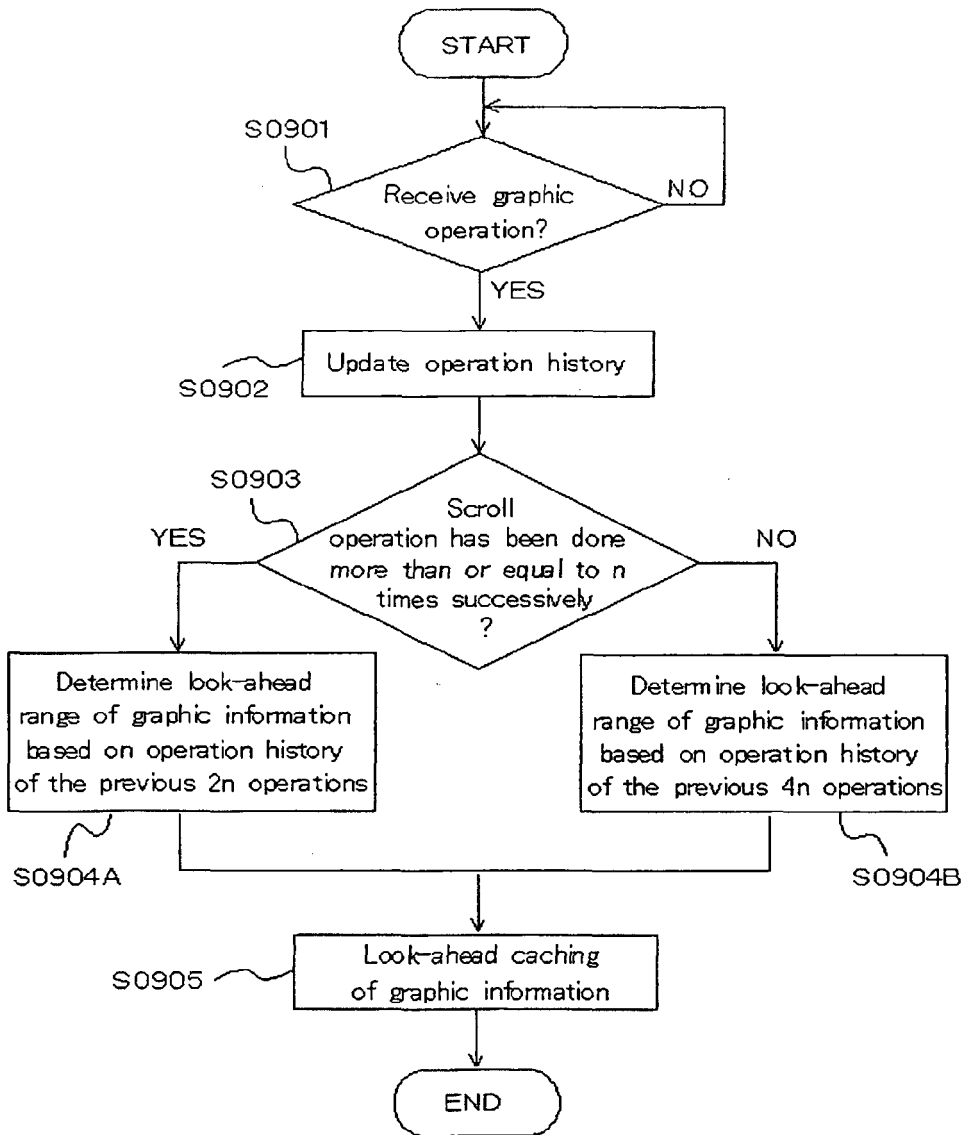 START
S0901
Receive graphic
operation?
NO
YES
Update operation history
S0902
S0903
Scroll
operation has been done
more than or equal to n
times successively
?
YES
NO
Determine look-ahead
range of graphic information
based on operation history
of the previous 2n operations
Determine look-ahead
range of graphic information
based on operation history
of the previous 4n operations
S0904A
S0904B
Look-ahead caching
of graphic information
S0905
END